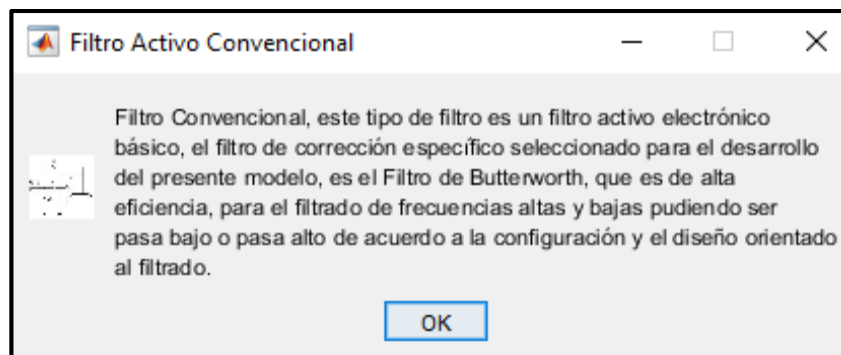 Filtro Activo Convencional
Filtro Convencional, este tipo de filtro es un filtro activo electrónico
básico, el filtro de corrección específico seleccionado para el desarrollo
del presente modelo, es el Filtro de Butterworth, que es de alta
eficiencia, para el filtrado de frecuencias altas y bajas pudiendo ser
pasa bajo o pasa alto de acuerdo a la configuración y el diseño orientado
al filtrado.
OK